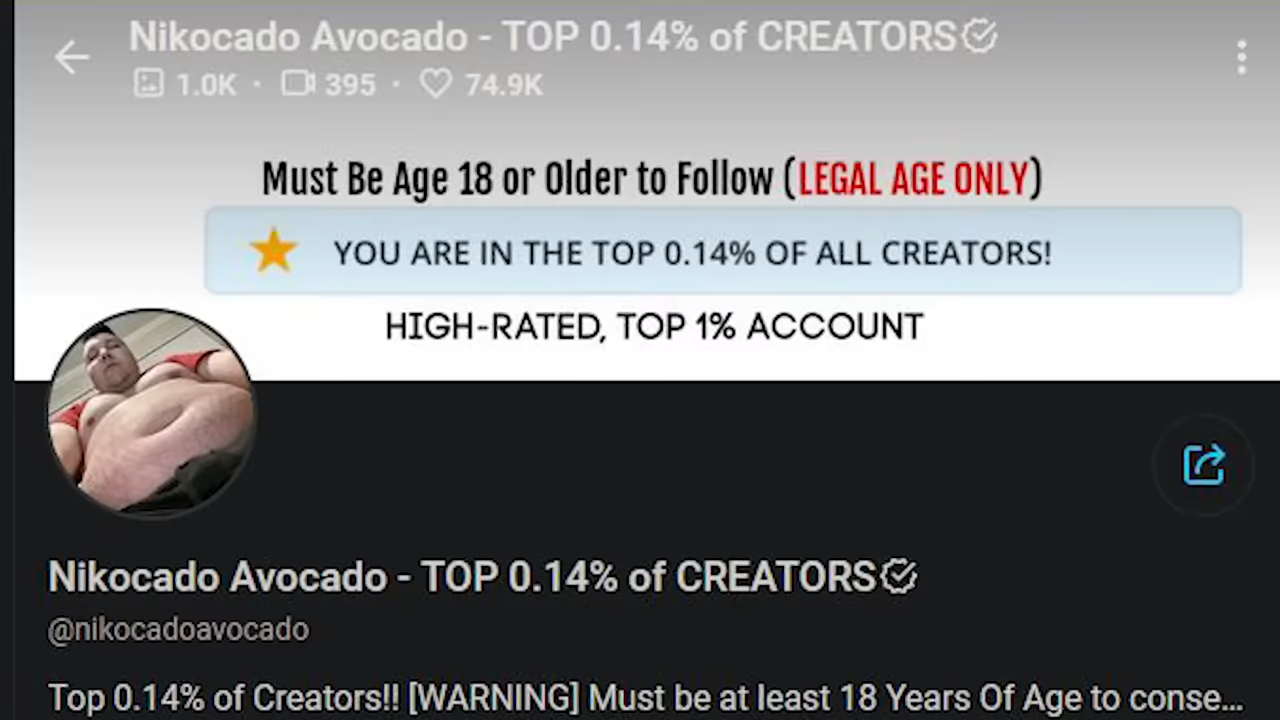 Nikocado Avocado - TOP 0.14% of CREATORS
1.0K · 395 · 74.9K
Must Be Age 18 or Older to Follow (LEGAL AGE ONLY)
YOU ARE IN THE TOP 0.14% OF ALL CREATORS!
HIGH-RATED, TOP 1% ACCOUNT
Nikocado Avocado - TOP 0.14% of CREATORS
@nikocadoavocado
Top 0.14% of Creators!! [WARNING] Must be at least 18 Years Of Age to conse...